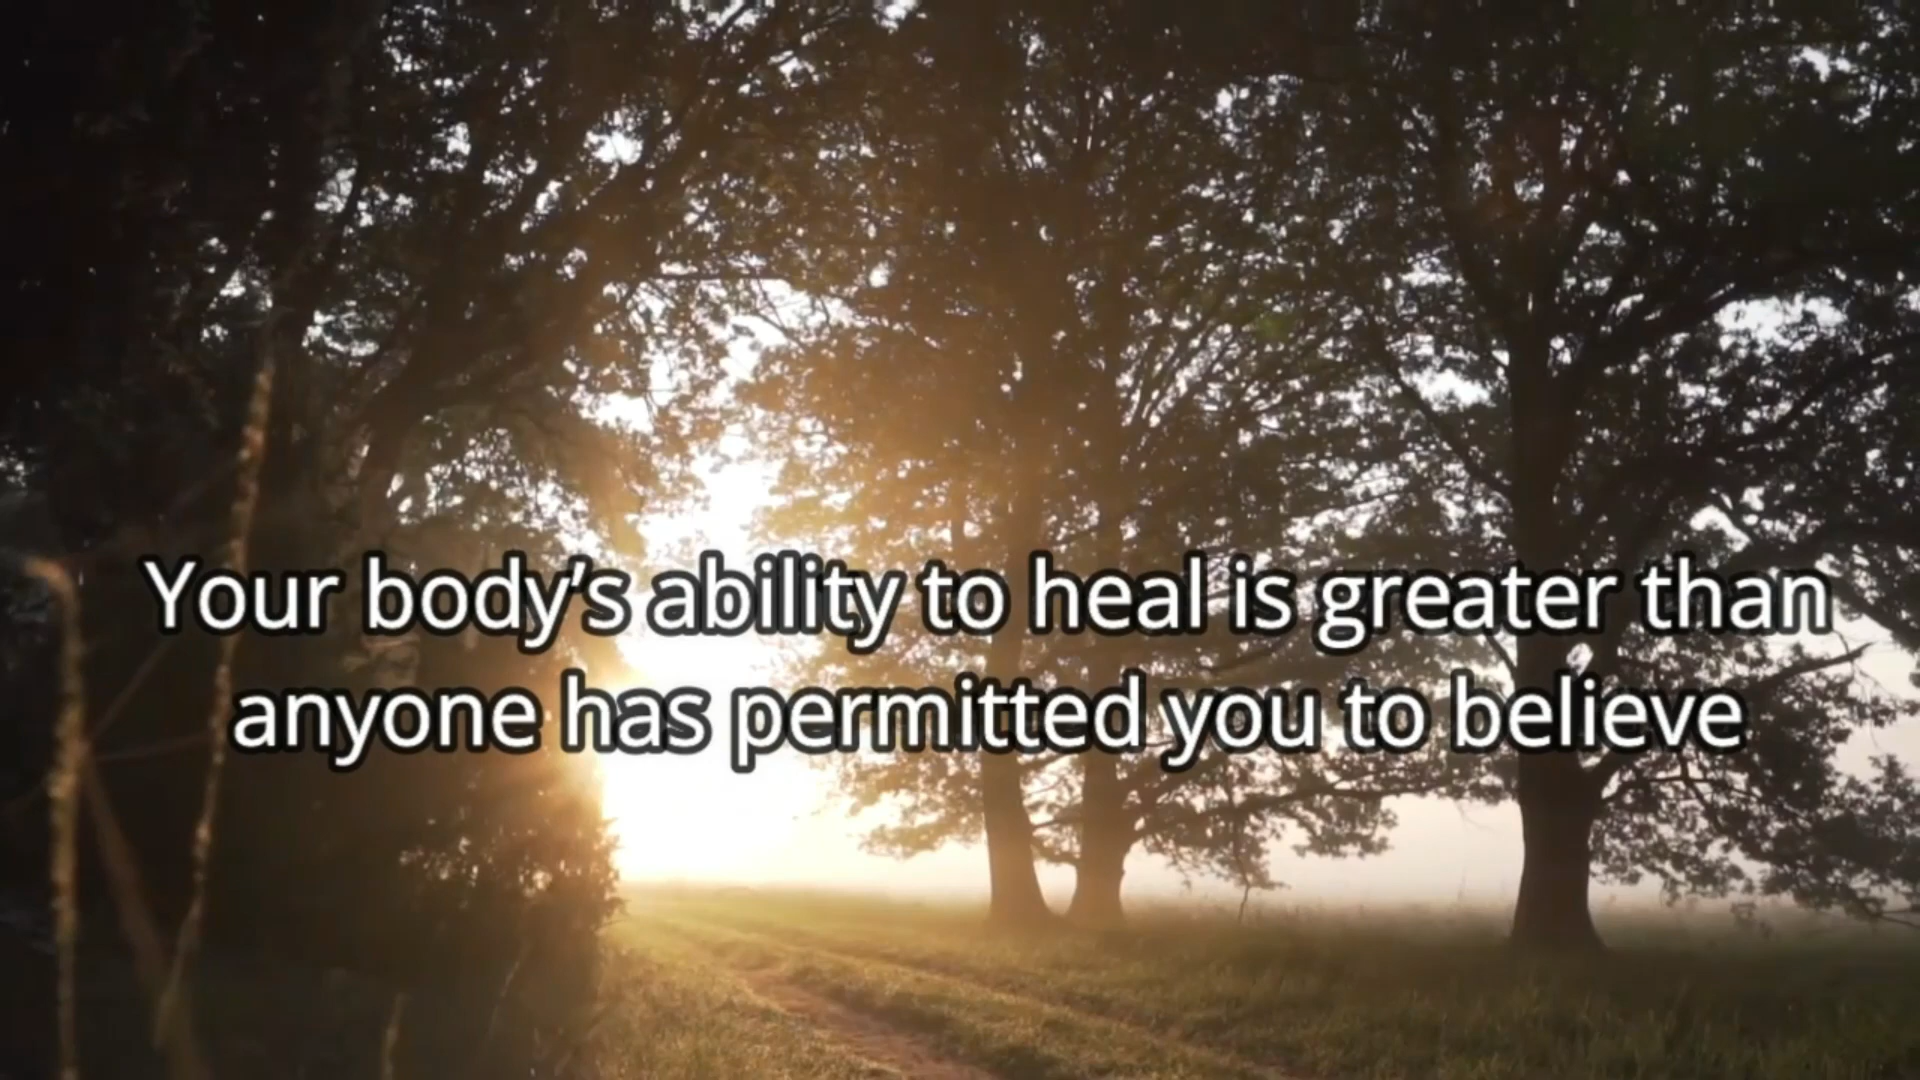 Your body’s ability to heal is greater than
anyone has permitted you to believe